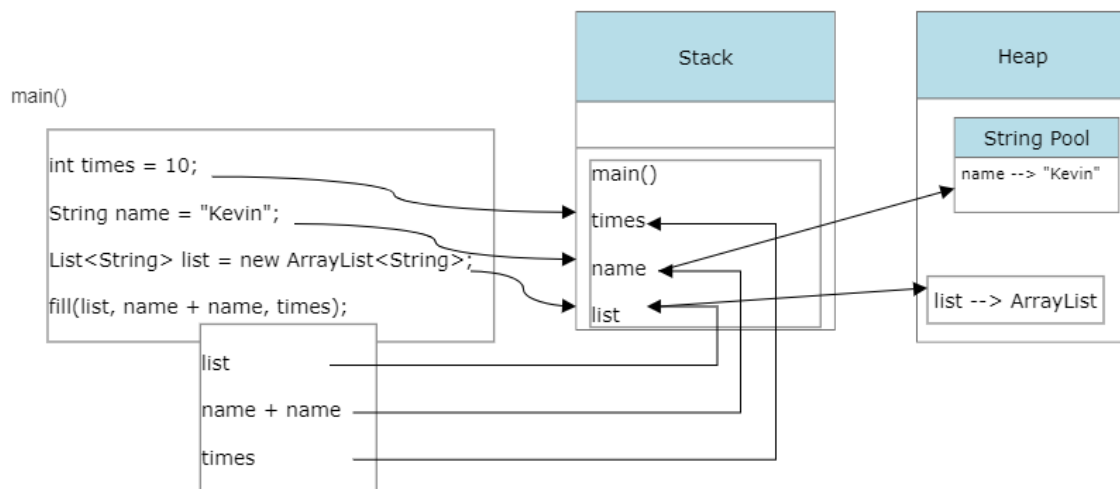 main()
int times = 10;
String name = "Kevin";
List<String> list = new ArrayList<String>;
fill(list, name + name, times);
list
name + name
times
Stack
main()
times
name
list
Heap
String Pool
name --> "Kevin"
list --> ArrayList